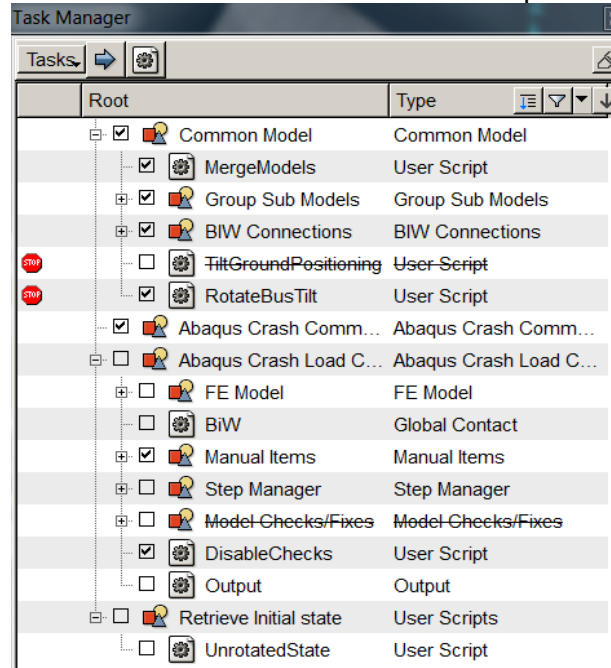 Task Manager
Tasks
Root Type
Common Model Common Model
MergeModels User Script
Group Sub Models Group Sub Models
BIW Connections BIW Connections
STOP TiltGroundPositioning User Script
STOP RotateBusTilt User Script
Abaqus Crash Comm... Abaqus Crash Comm...
Abaqus Crash Load C... Abaqus Crash Load C...
FE Model FE Model
BiW Global Contact
Manual Items Manual Items
Step Manager Step Manager
Model Checks/Fixes Model Checks/Fixes
DisableChecks User Script
Output Output
Retrieve Initial state User Scripts
UnrotatedState User Script